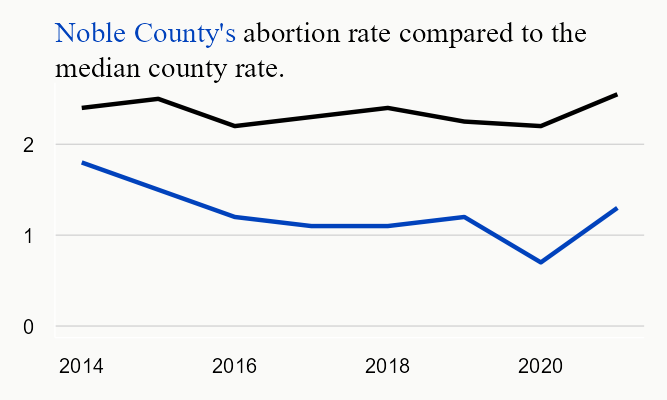 Noble County's abortion rate compared to the
median county rate.
2
1
0
2014 2016 2018 2020